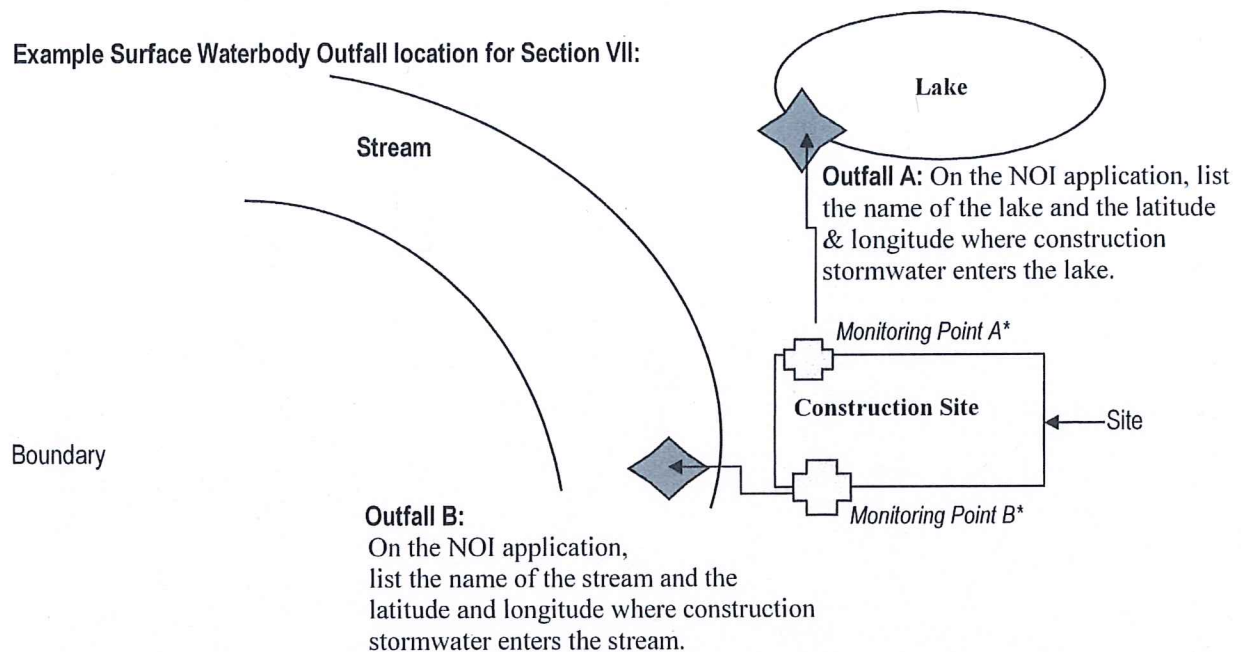 Example Surface Waterbody Outfall location for Section VII:
Lake
Stream
Outfall A: On the NOI application, list
the name of the lake and the latitude
& longitude where construction
stormwater enters the lake.
Monitoring Point A*
Construction Site
Site
Boundary
Monitoring Point B*
Outfall B:
On the NOI application,
list the name of the stream and the
latitude and longitude where construction
stormwater enters the stream.